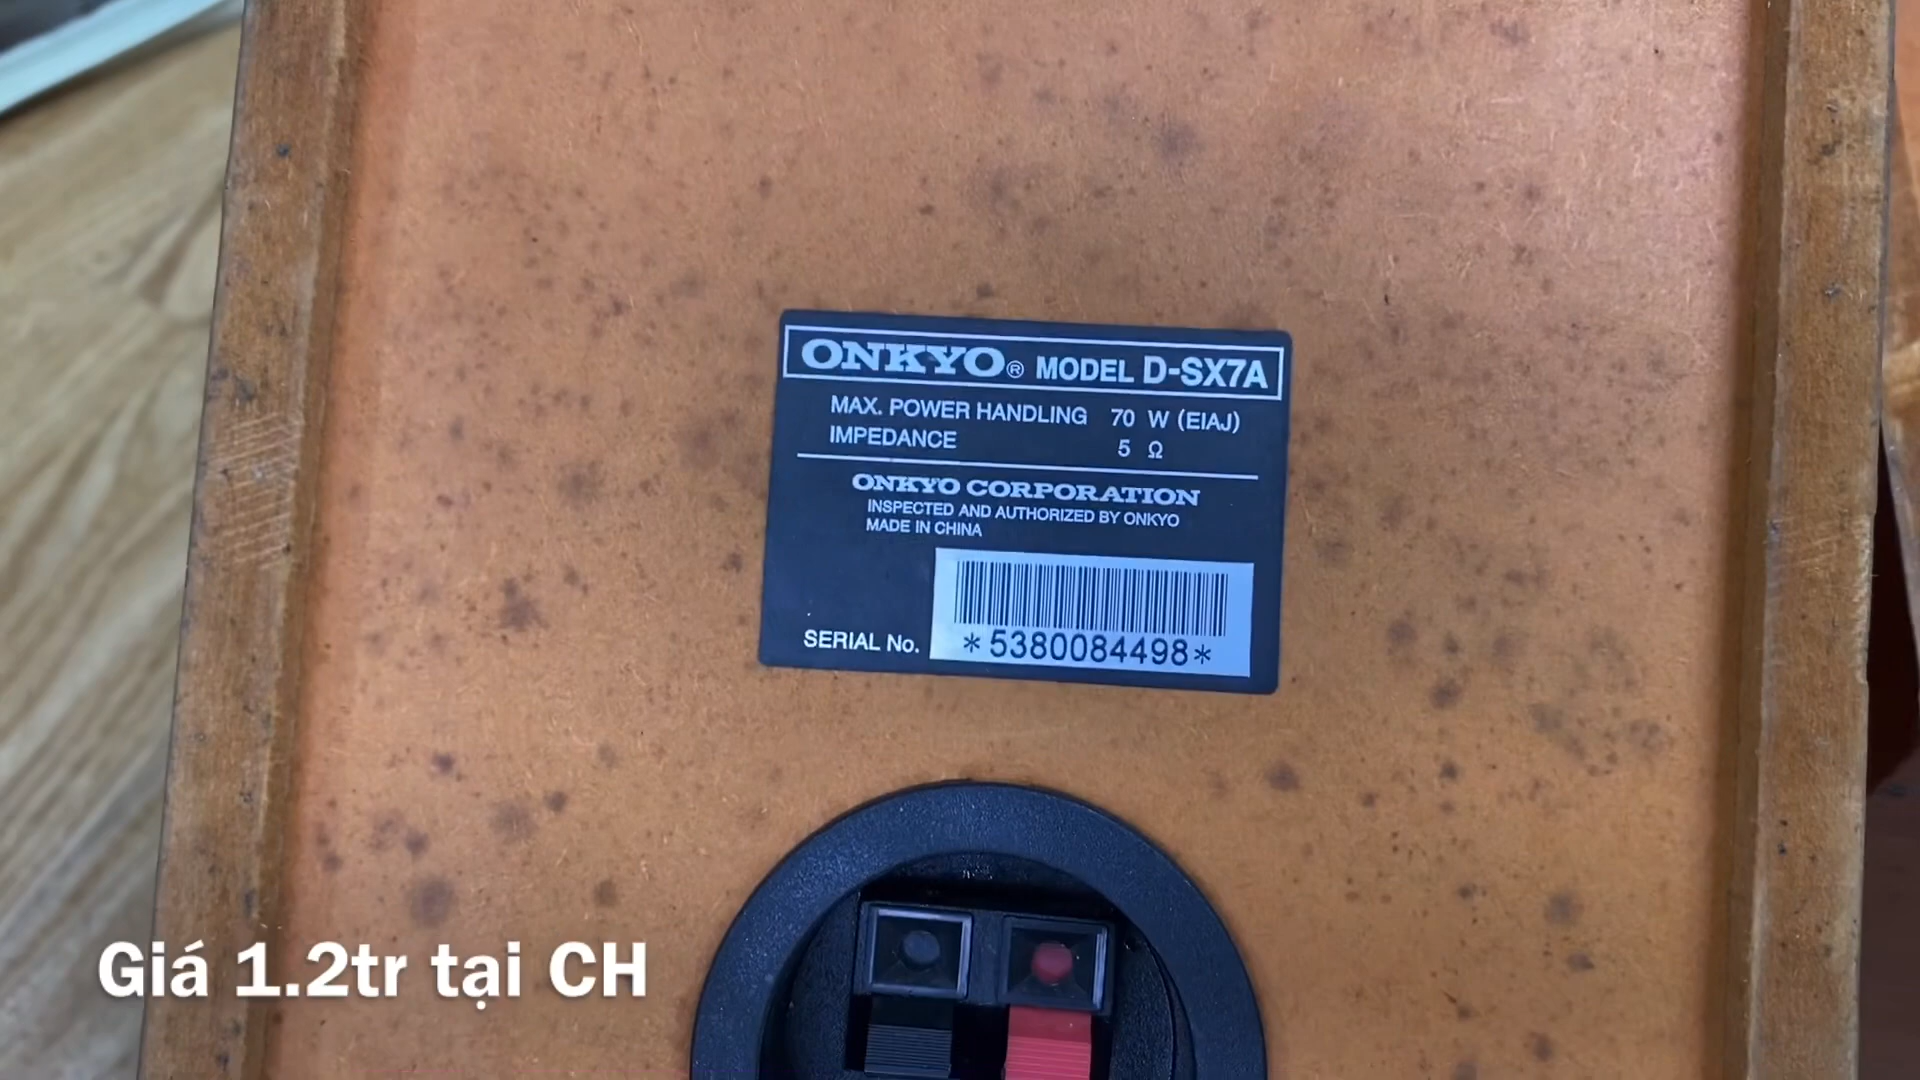 ONKYO® MODEL D-SX7A
MAX. POWER HANDLING 70 W (EIAJ)
IMPEDANCE 5 Ω
ONKYO CORPORATION
INSPECTED AND AUTHORIZED BY ONKYO
MADE IN CHINA
SERIAL No. *5380084498*
Giá 1.2tr tại CH